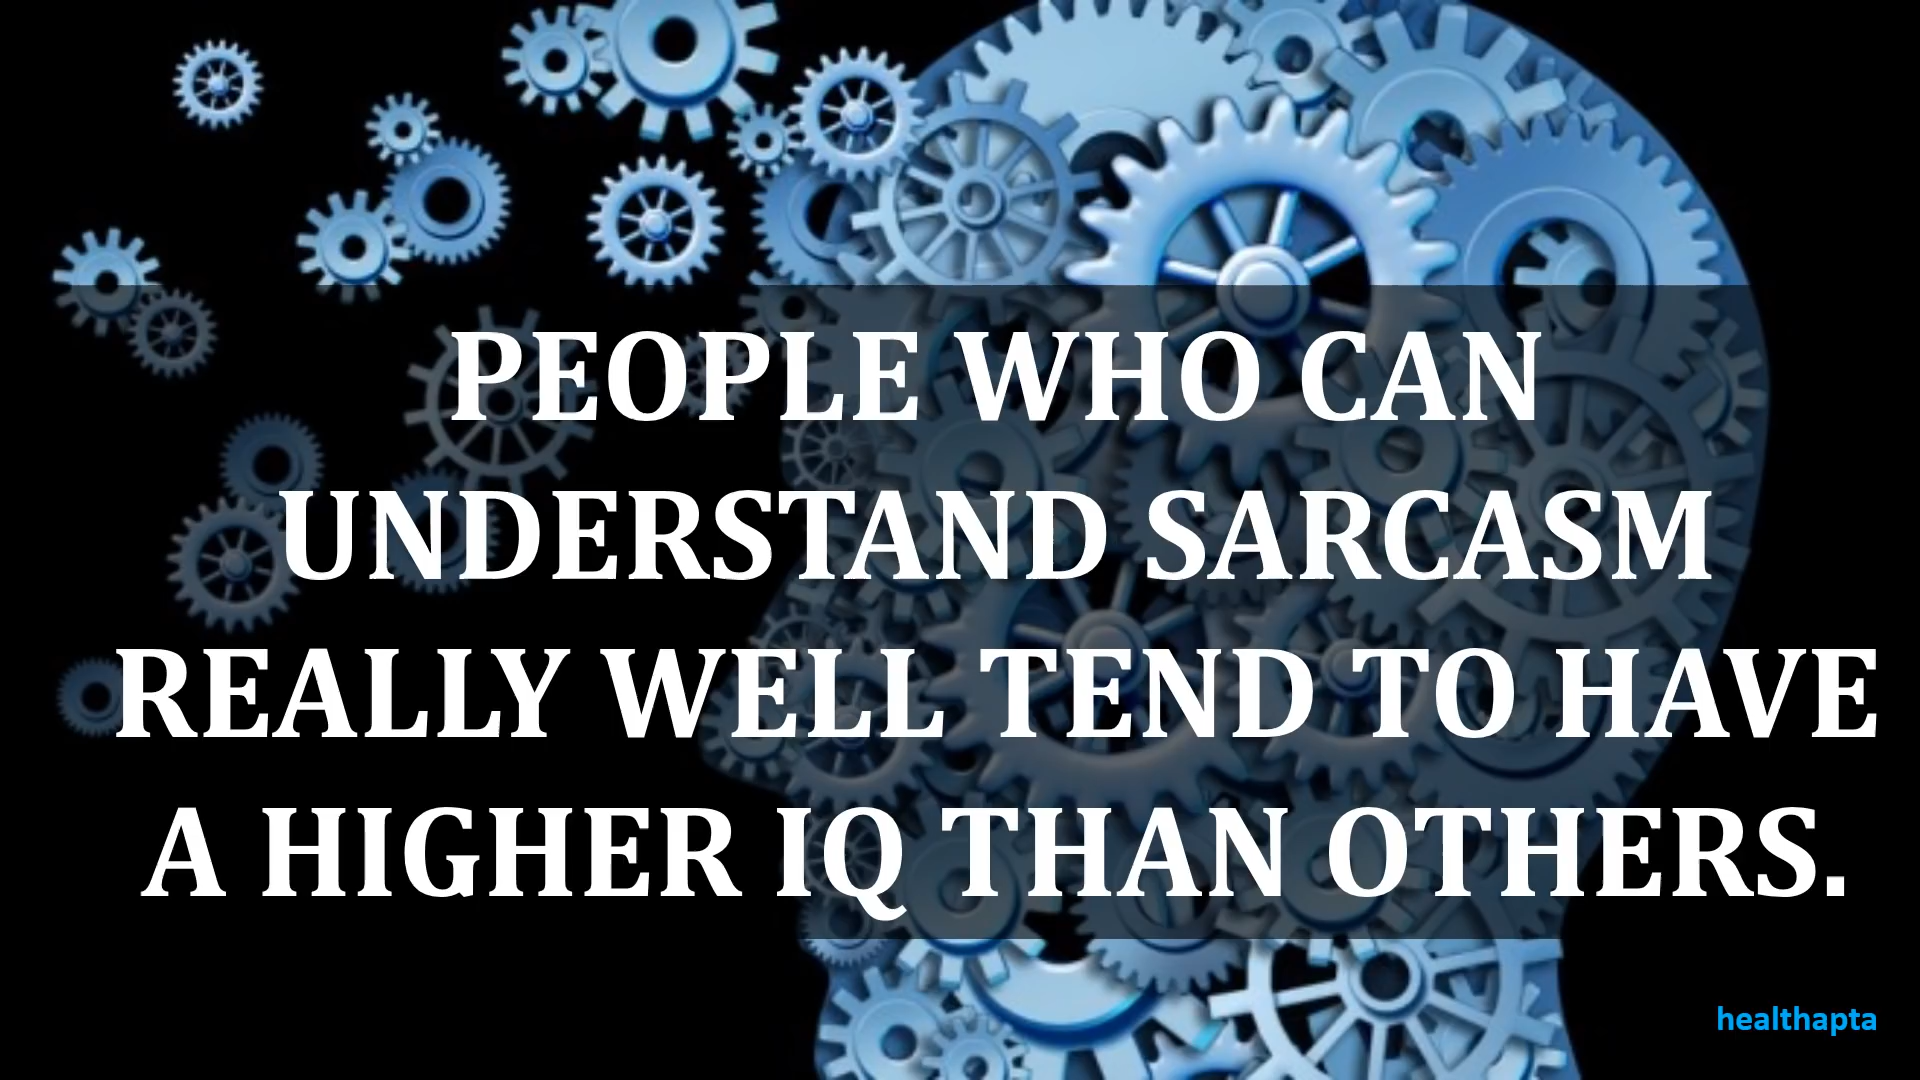 PEOPLE WHO CAN
UNDERSTAND SARCASM
REALLY WELL TEND TO HAVE
A HIGHER IQ THAN OTHERS.
healthapta